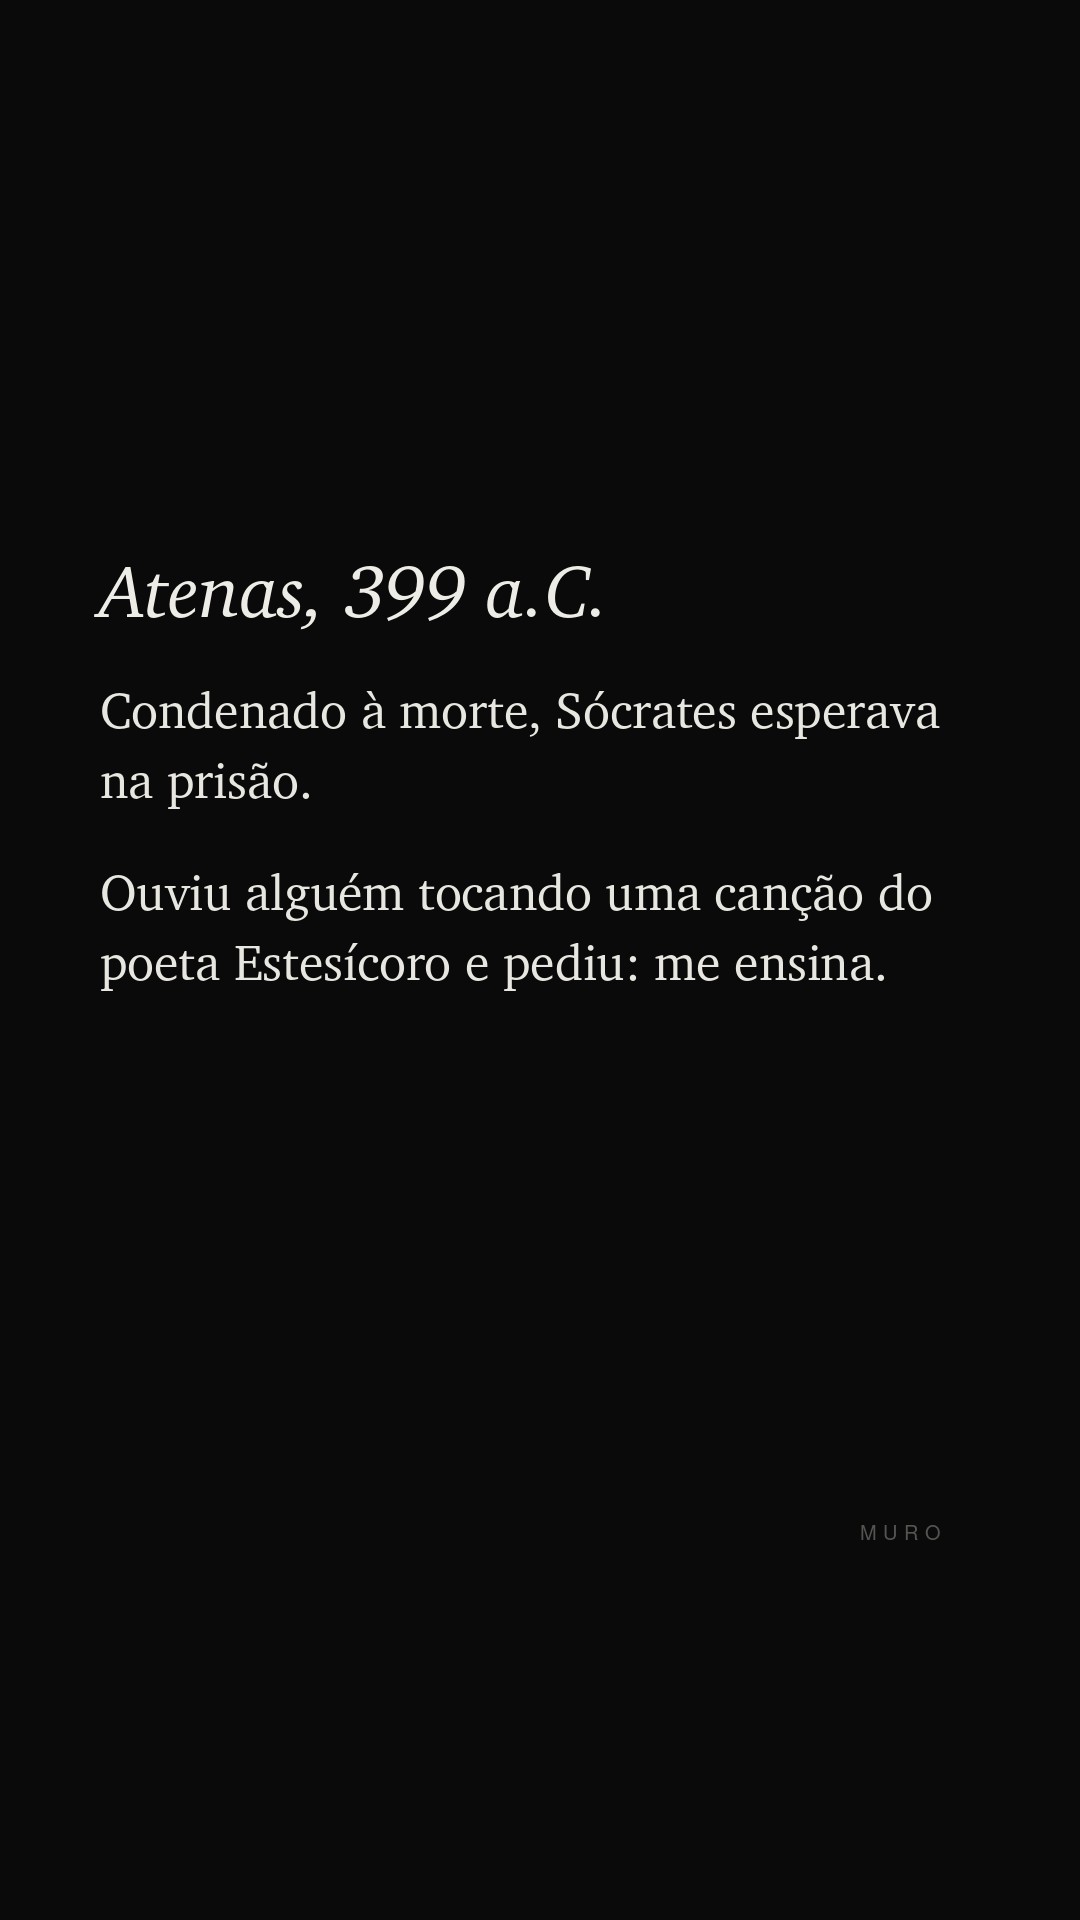 Atenas, 399 a.C.
Condenado à morte, Sócrates esperava
na prisão.
Ouviu alguém tocando uma canção do
poeta Estesícoro e pediu: me ensina.
MURO